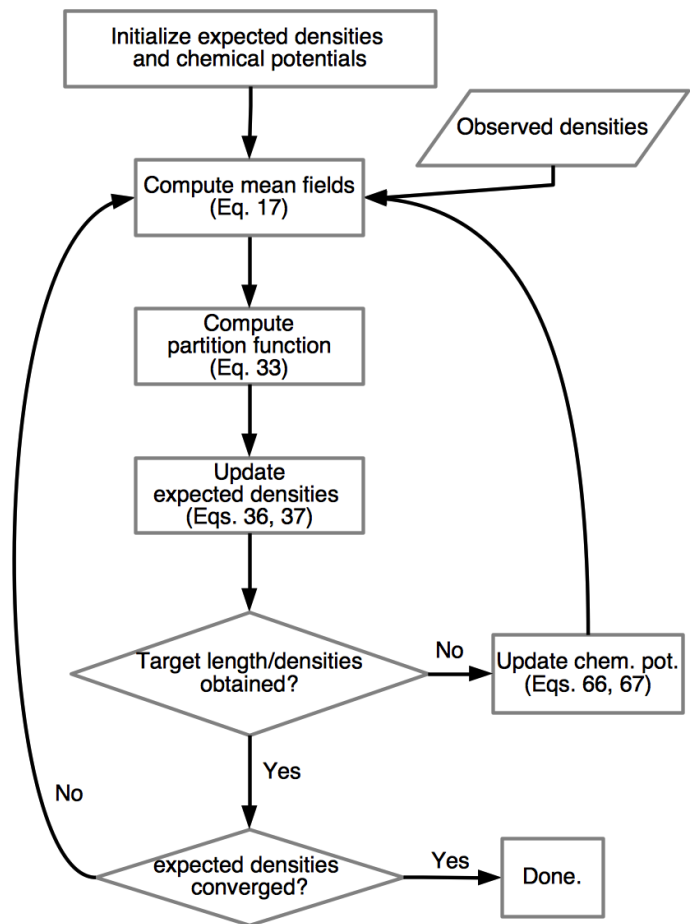 Initialize expected densities
and chemical potentials
Observed densities
Compute mean fields
(Eq. 17)
Compute
partition function
(Eq. 33)
Update
expected densities
(Eqs. 36, 37)
Target length/densities
obtained?
No
Update chem. pot.
(Eqs. 66, 67)
Yes
No
expected densities
converged?
Yes
Done.